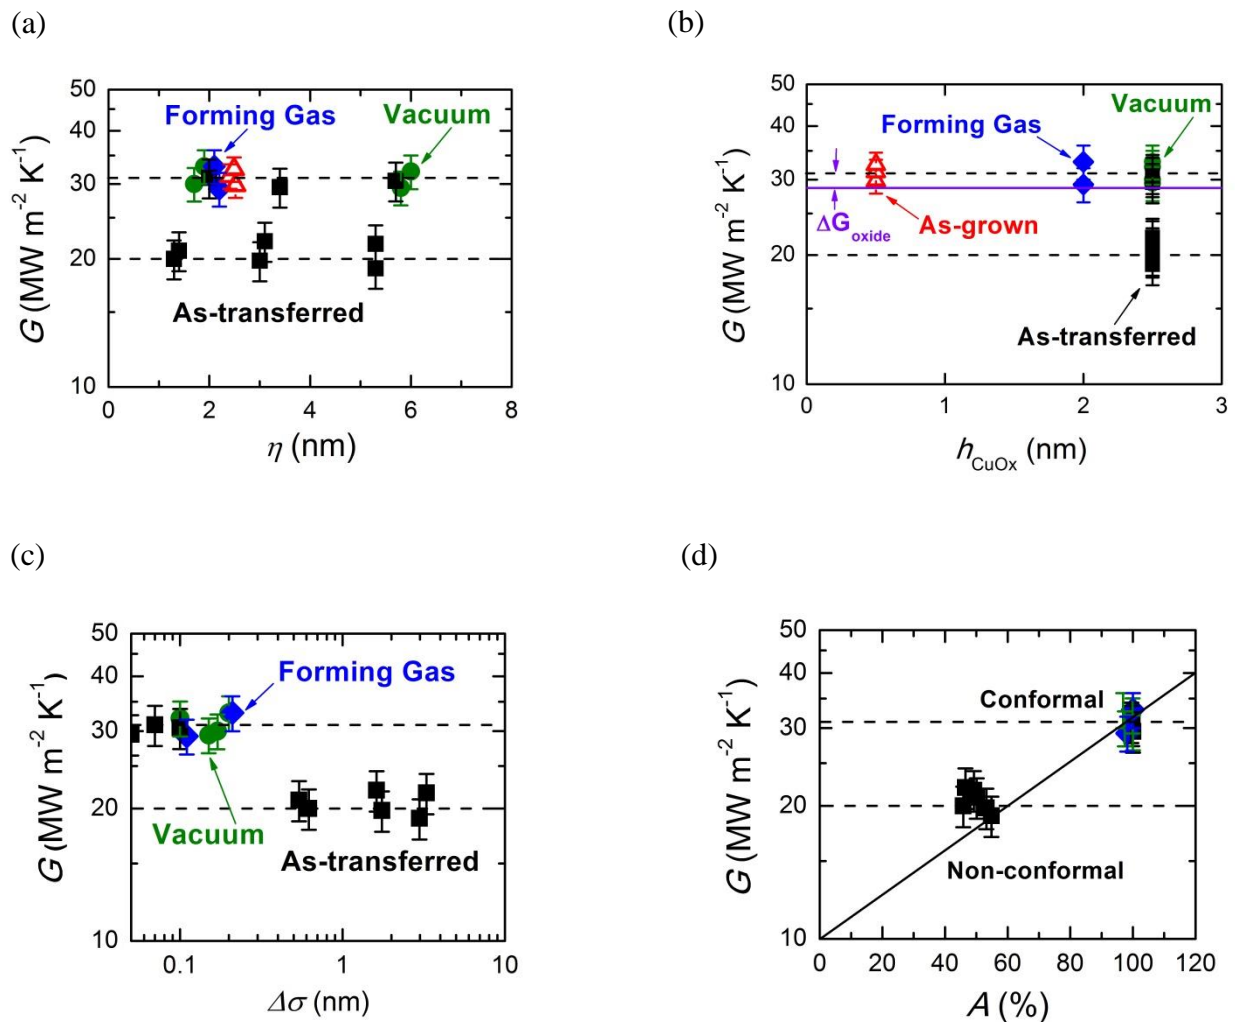 (a)
50
40
30
20
10
G (MW m⁻² K⁻¹)
Forming Gas
Vacuum
As-transferred
0 2 4 6 8
η (nm)
(b)
50
40
30
20
10
G (MW m⁻² K⁻¹)
Vacuum
Forming Gas
ΔG_oxide
As-grown
As-transferred
0 1 2 3
h_CuOx (nm)
(c)
50
40
30
20
10
G (MW m⁻² K⁻¹)
Forming Gas
Vacuum
As-transferred
0.1 1 10
Δσ (nm)
(d)
50
40
30
20
10
G (MW m⁻² K⁻¹)
Conformal
Non-conformal
0 20 40 60 80 100 120
A (%)